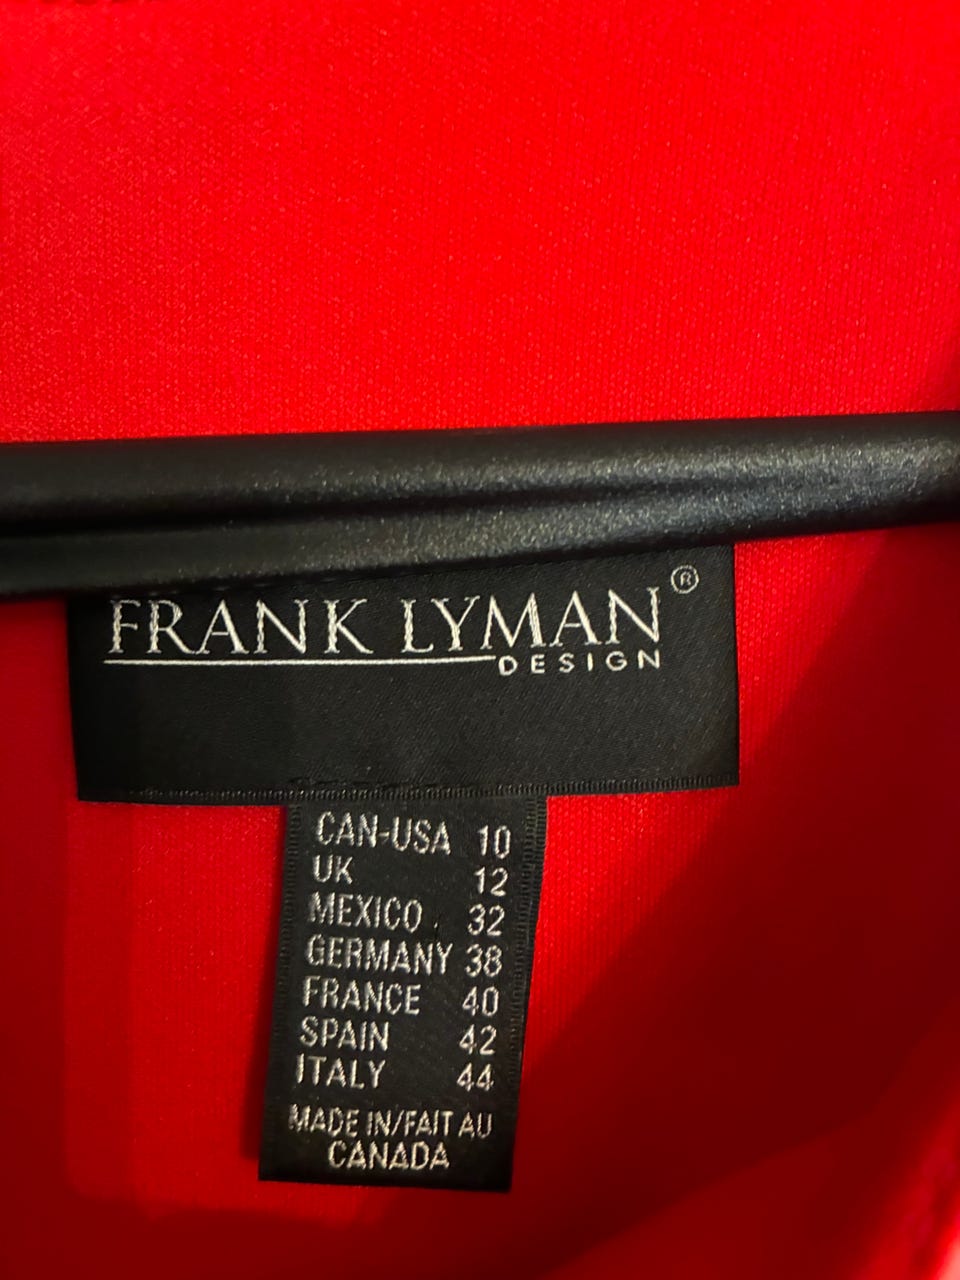 FRANK LYMAN®
DESIGN
CAN-USA 10
UK 12
MEXICO 32
GERMANY 38
FRANCE 40
SPAIN 42
ITALY 44
MADE IN/FAIT AU
CANADA